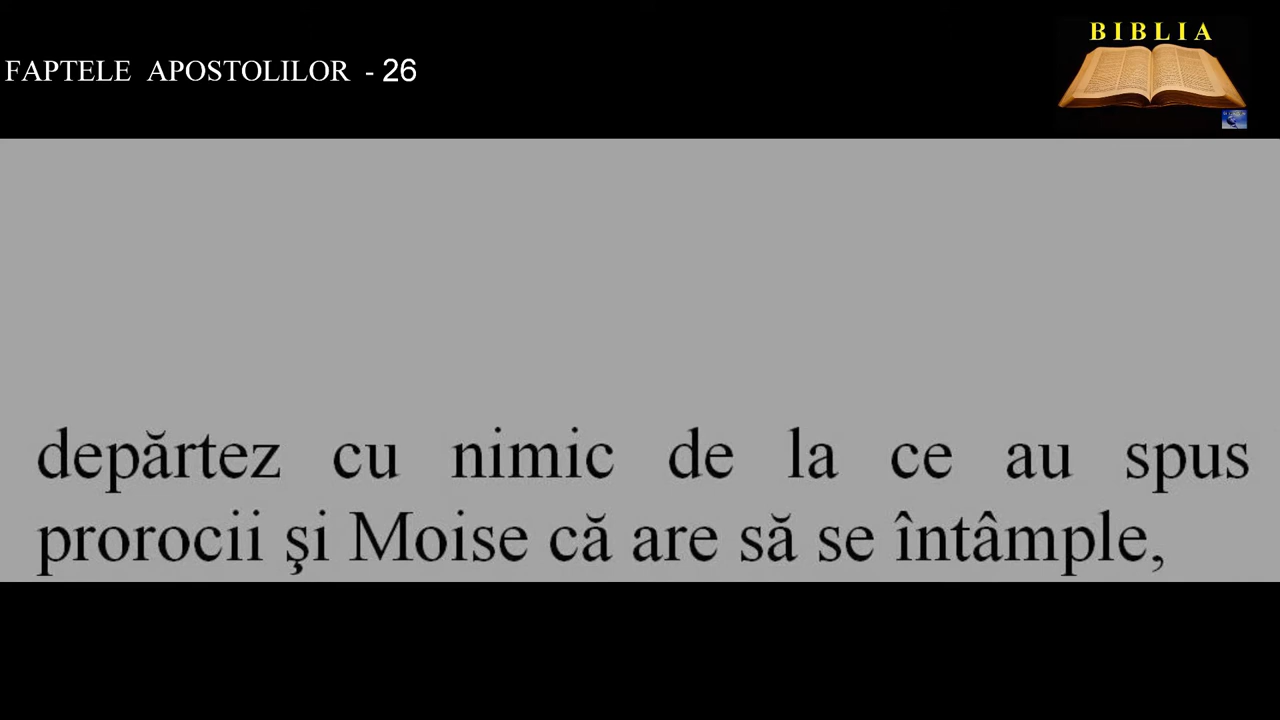 BIBLIA
FAPTELE APOSTOLILOR - 26
depărtez cu nimic de la ce au spus
prorocii şi Moise că are să se întâmple,